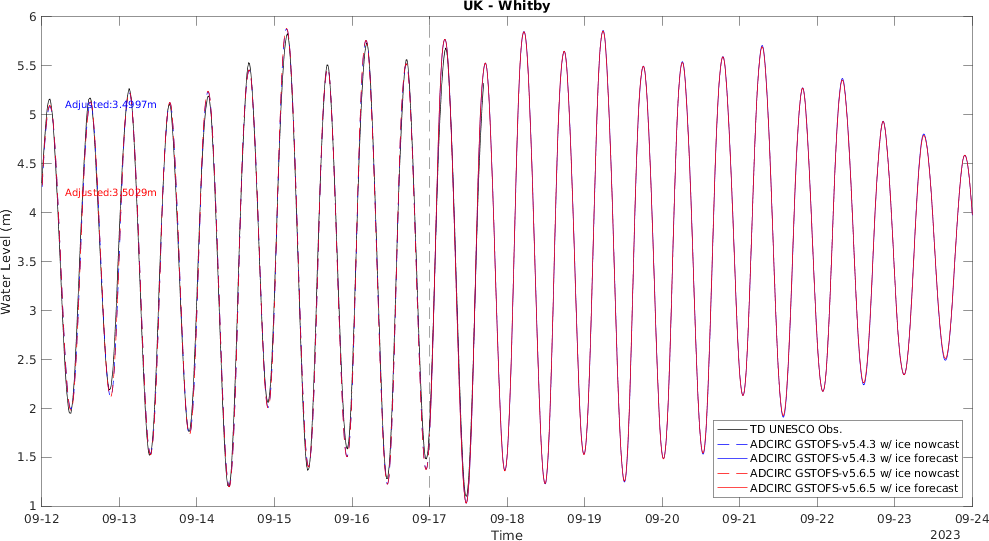 UK - Whitby
6
5.5
5
4.5
4
3.5
3
2.5
2
1.5
1
Water Level (m)
Adjusted:3.4997m
Adjusted:3.5029m
TD UNESCO Obs.
ADCIRC GSTOFS-v5.4.3 w/ ice nowcast
ADCIRC GSTOFS-v5.4.3 w/ ice forecast
ADCIRC GSTOFS-v5.6.5 w/ ice nowcast
ADCIRC GSTOFS-v5.6.5 w/ ice forecast
09-12 09-13 09-14 09-15 09-16 09-17 09-18 09-19 09-20 09-21 09-22 09-23 09-24
Time
2023